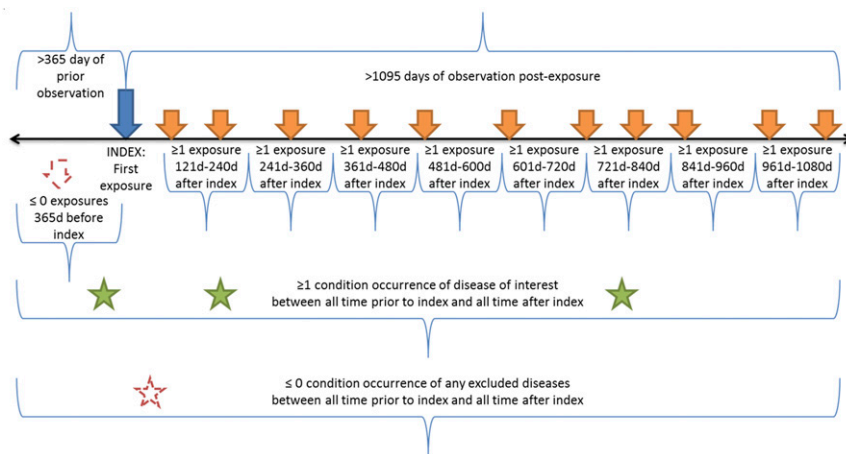 >365 day of
prior
observation
>1095 days of observation post-exposure
INDEX:
First
exposure
≥1 exposure
121d-240d
after index
≥1 exposure
241d-360d
after index
≥1 exposure
361d-480d
after index
≥1 exposure
481d-600d
after index
≥1 exposure
601d-720d
after index
≥1 exposure
721d-840d
after index
≥1 exposure
841d-960d
after index
≥1 exposure
961d-1080d
after index
≤ 0 exposures
365d before
index
≥1 condition occurrence of disease of interest
between all time prior to index and all time after index
≤ 0 condition occurrence of any excluded diseases
between all time prior to index and all time after index